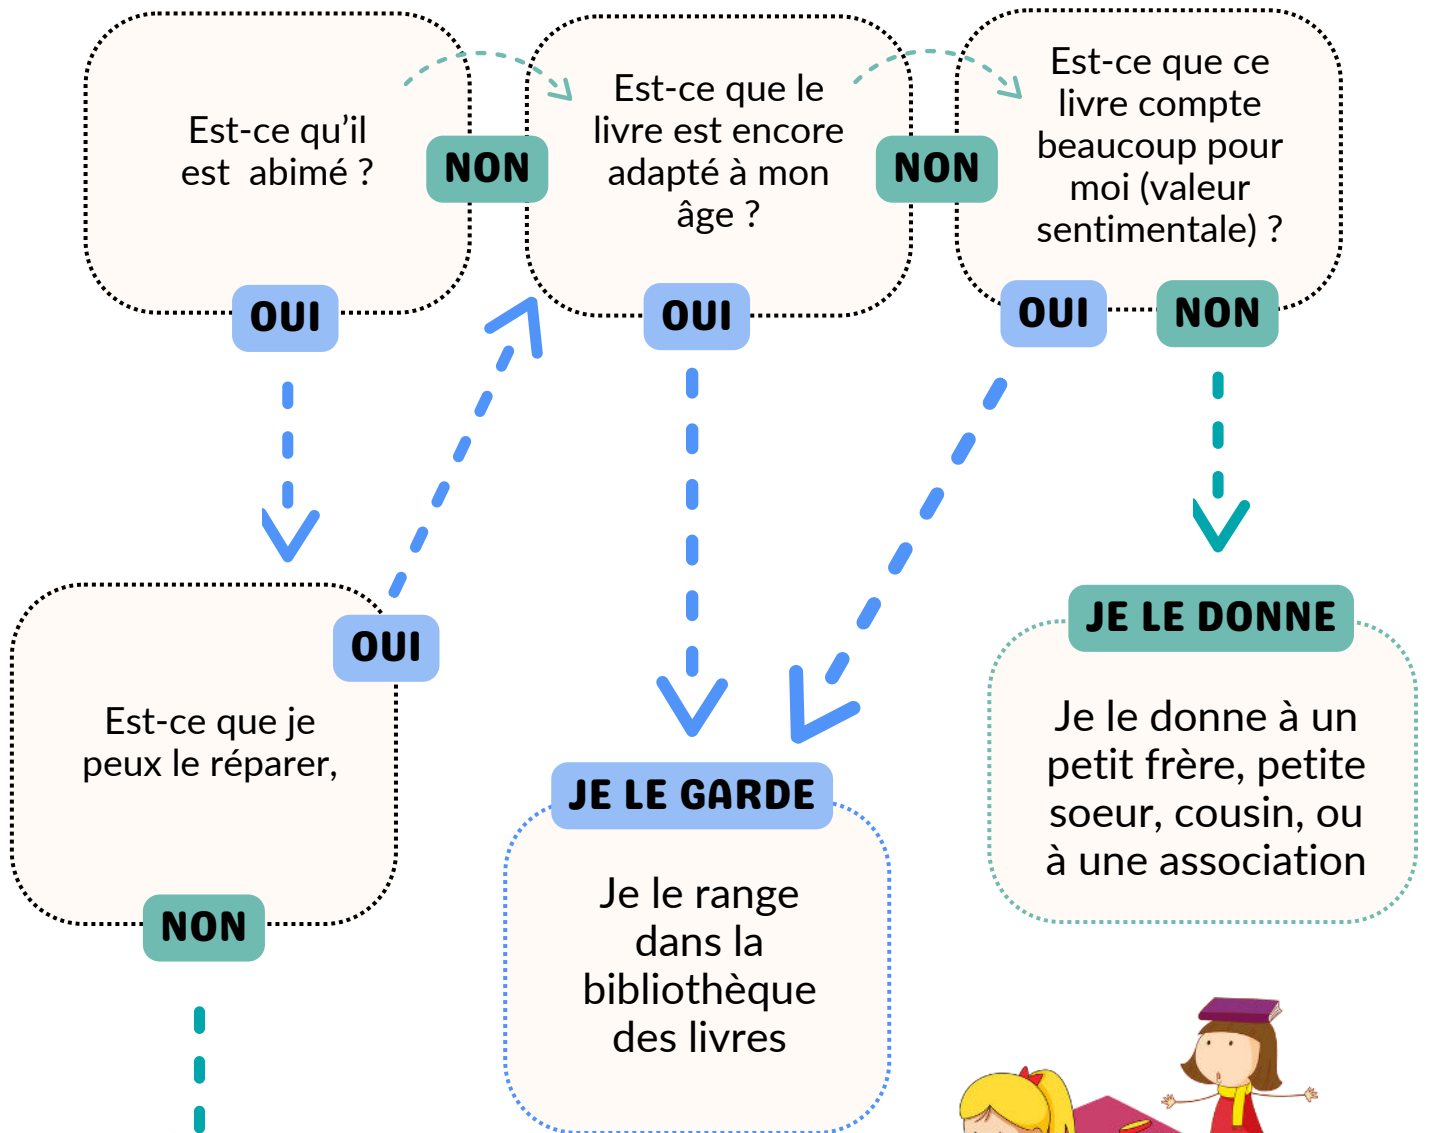 Est-ce qu’il
est  abimé ?
NON
OUI
Est-ce que le
livre est encore
adapté à mon
âge ?
NON
OUI
Est-ce que ce
livre compte
beaucoup pour
moi (valeur
sentimentale) ?
OUI
NON
OUI
Est-ce que je
peux le réparer,
NON
JE LE GARDE
Je le range
dans la
bibliothèque
des livres
JE LE DONNE
Je le donne à un
petit frère, petite
soeur, cousin, ou
à une association